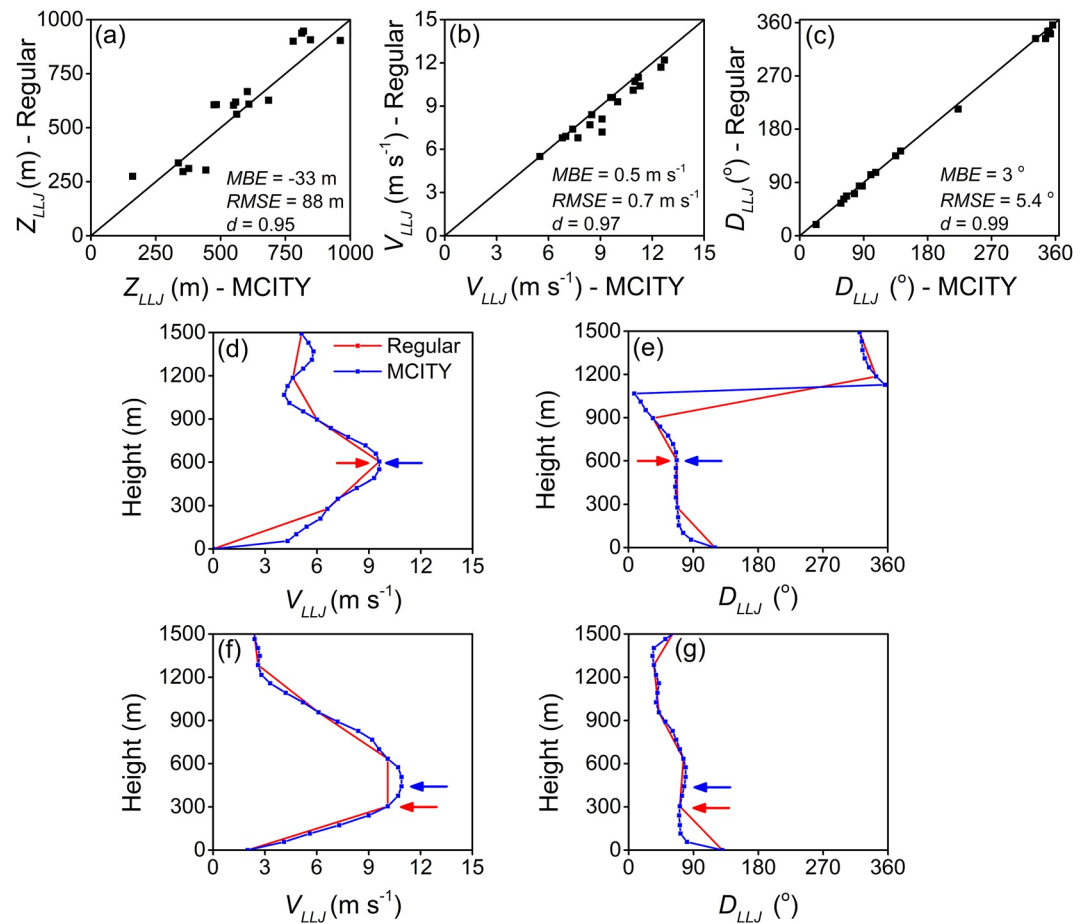 (a)
Z_LLJ (m) - Regular
1000
750
500
250
0
MBE = -33 m
RMSE = 88 m
d = 0.95
0 250 500 750 1000
Z_LLJ (m) - MCITY
(b)
V_LLJ (m s⁻¹) - Regular
15
12
9
6
3
0
MBE = 0.5 m s⁻¹
RMSE = 0.7 m s⁻¹
d = 0.97
0 3 6 9 12 15
V_LLJ (m s⁻¹) - MCITY
(c)
D_LLJ (°) - Regular
360
270
180
90
0
MBE = 3 °
RMSE = 5.4 °
d = 0.99
0 90 180 270 360
D_LLJ (°) - MCITY
(d)
Regular
MCITY
Height (m)
1500
1200
900
600
300
0
0 3 6 9 12 15
V_LLJ (m s⁻¹)
(e)
Height (m)
1500
1200
900
600
300
0
0 90 180 270 360
D_LLJ (°)
(f)
Height (m)
1500
1200
900
600
300
0
0 3 6 9 12 15
V_LLJ (m s⁻¹)
(g)
Height (m)
1500
1200
900
600
300
0
0 90 180 270 360
D_LLJ (°)